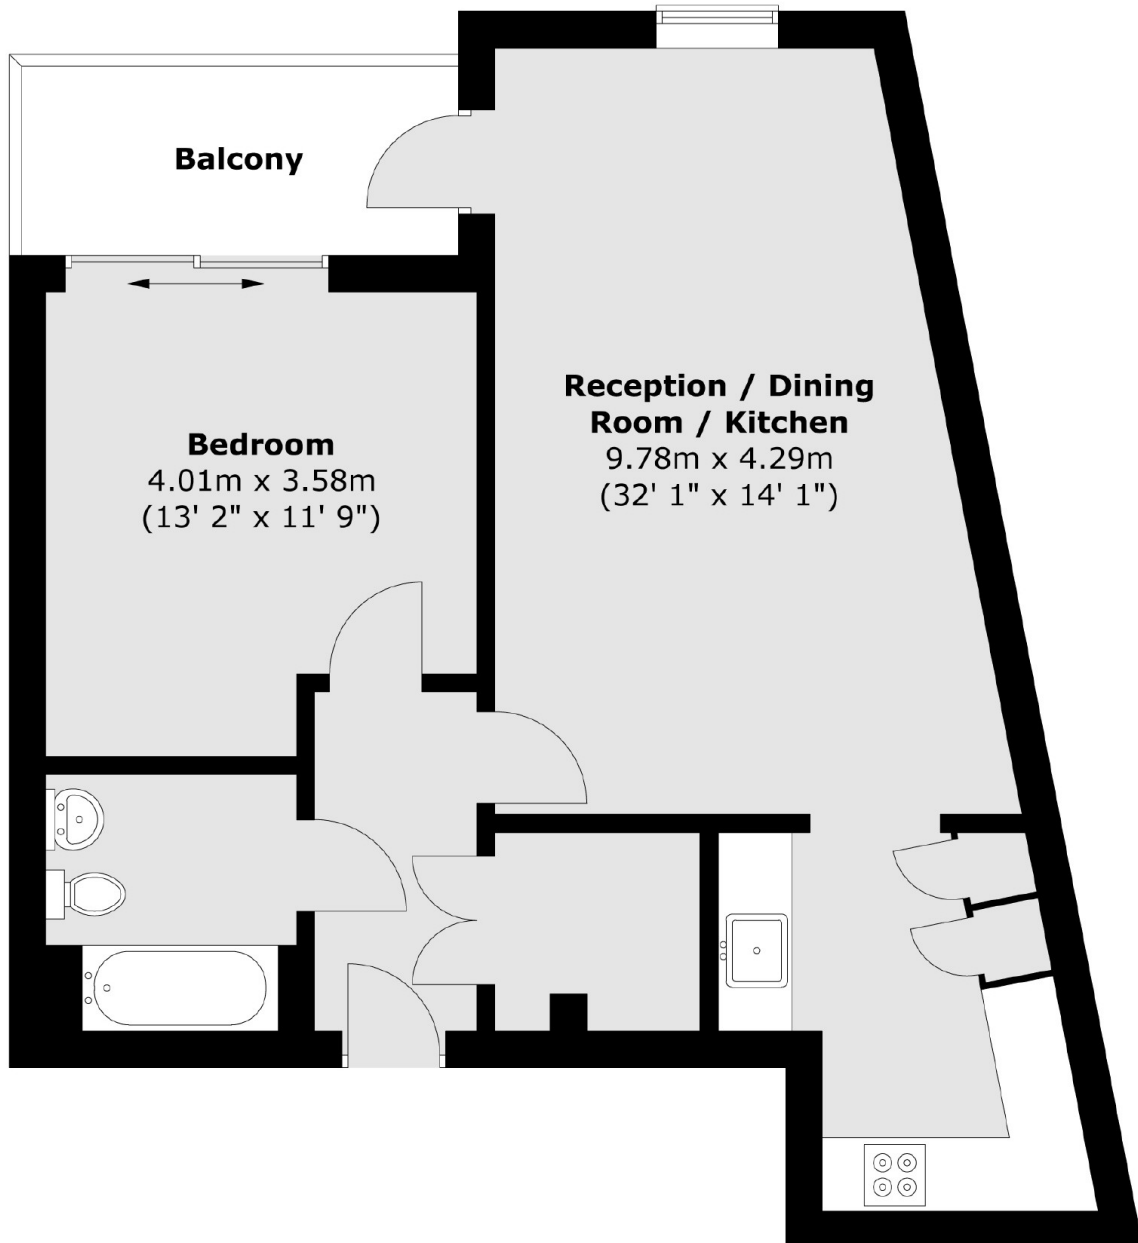 Balcony
Bedroom
4.01m x 3.58m
(13' 2" x 11' 9")
Reception / Dining
Room / Kitchen
9.78m x 4.29m
(32' 1" x 14' 1")